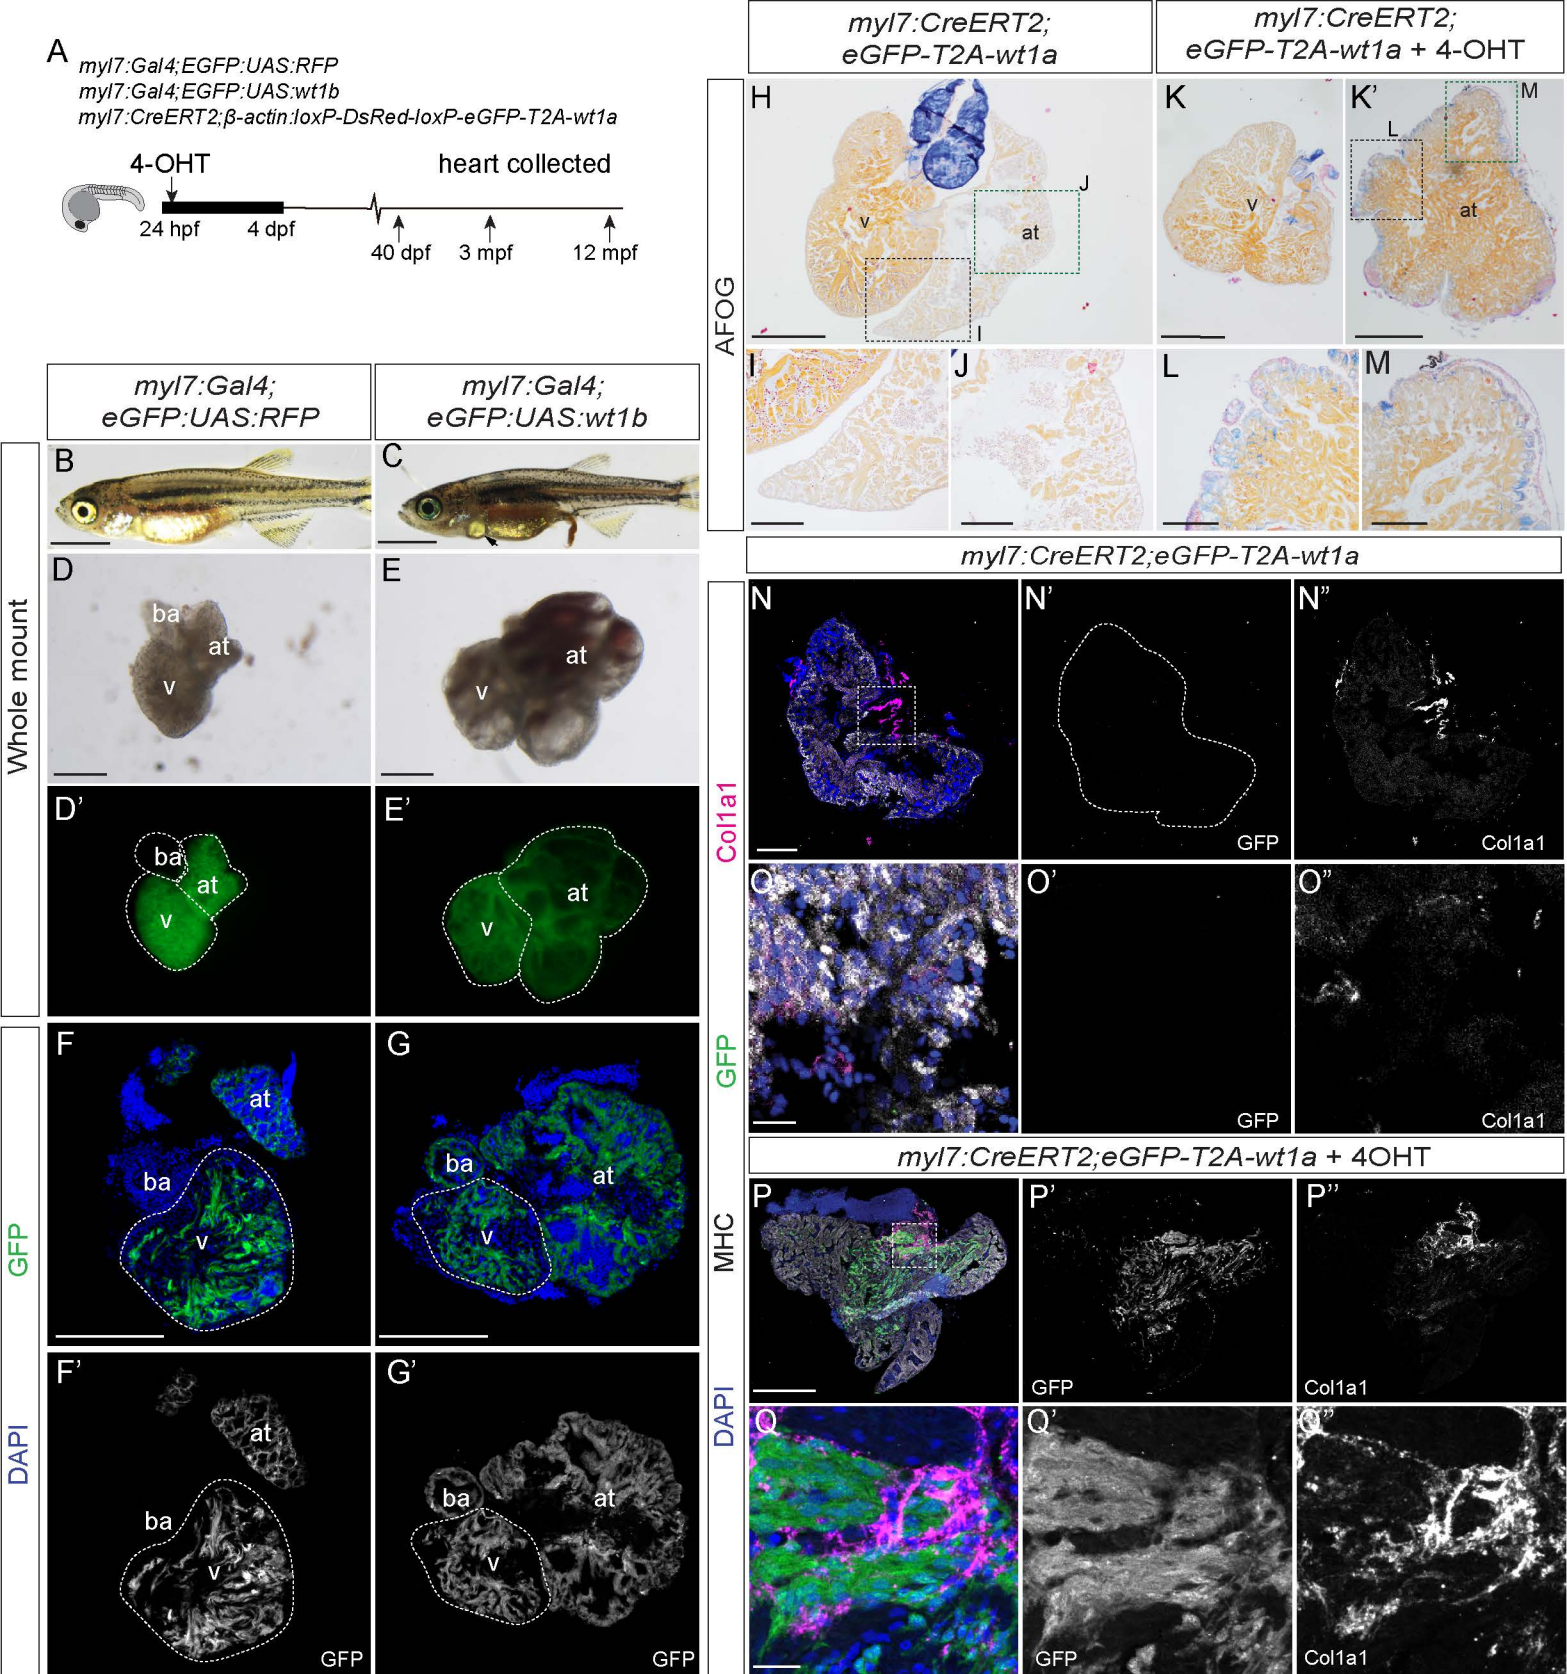 A
myl7:Gal4;EGFP:UAS:RFP
myl7:Gal4;EGFP:UAS:wt1b
myl7:CreERT2;β-actin:loxP-DsRed-loxP-eGFP-T2A-wt1a
4-OHT
heart collected
24 hpf
4 dpf
40 dpf
3 mpf
12 mpf
myl7:Gal4;
eGFP:UAS:RFP
myl7:Gal4;
eGFP:UAS:wt1b
Whole mount
B
C
D
ba
at
v
E
at
v
D’
ba
at
v
E’
at
v
GFP
DAPI
F
at
ba
v
G
ba
at
v
F’
at
ba
v
GFP
G’
ba
at
v
GFP
myl7:CreERT2;
eGFP-T2A-wt1a
myl7:CreERT2;
eGFP-T2A-wt1a + 4-OHT
AFOG
H
v
at
J
I
K
v
K’
L
M
at
I
J
L
M
myl7:CreERT2;eGFP-T2A-wt1a
Col1a1
GFP
MHC
DAPI
N
N’
GFP
N”
Col1a1
O
O’
GFP
O”
Col1a1
myl7:CreERT2;eGFP-T2A-wt1a + 4OHT
P
P’
GFP
P’’
Col1a1
Q
Q’
GFP
Q”
Col1a1